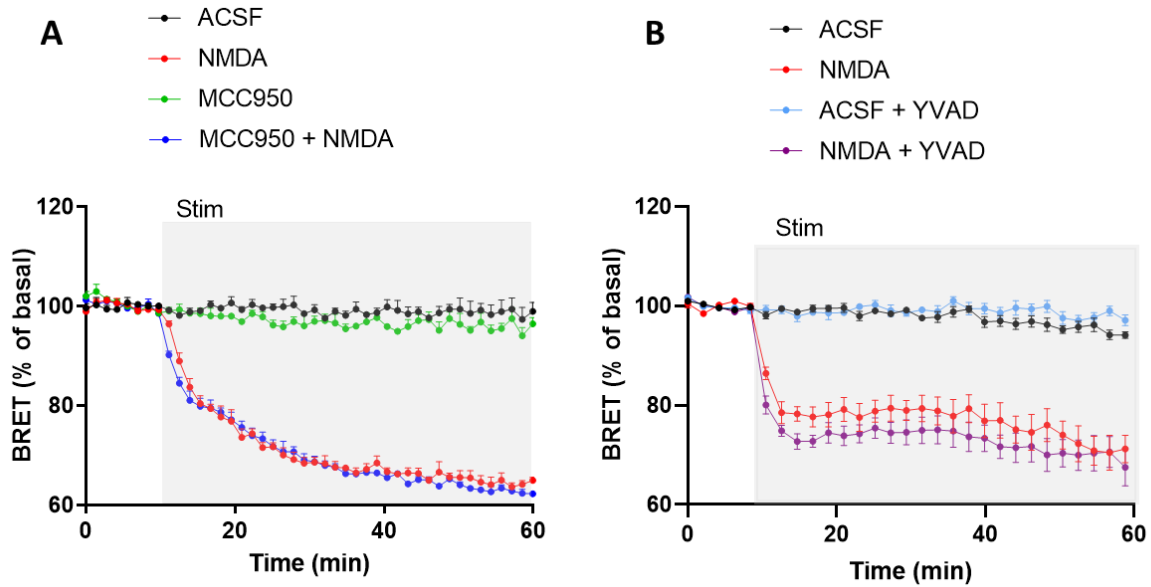 A
ACSF
NMDA
MCC950
MCC950 + NMDA
120
Stim
100
80
60
BRET (% of basal)
0
20
40
60
Time (min)
B
ACSF
NMDA
ACSF + YVAD
NMDA + YVAD
120
Stim
100
80
60
BRET (% of basal)
0
20
40
60
Time (min)